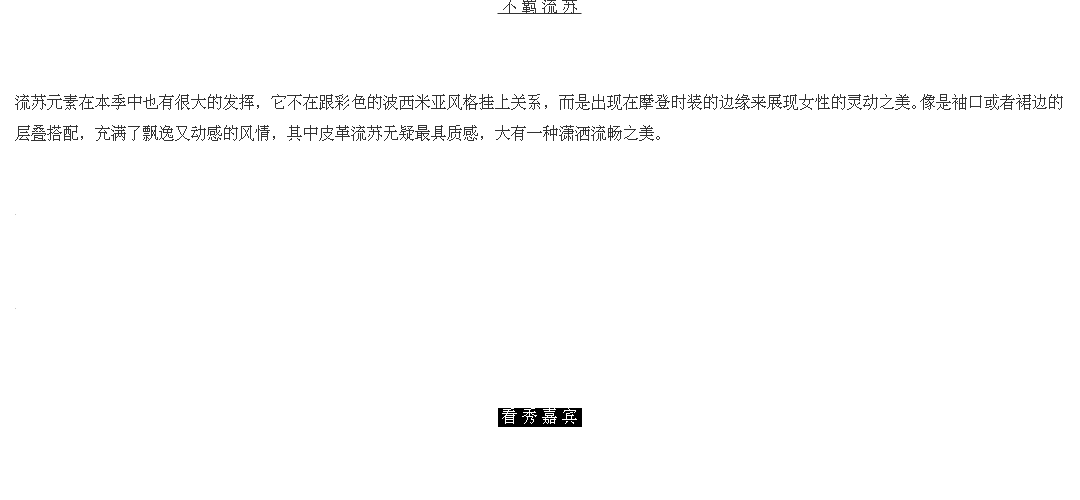 不羁流苏
流苏元素在本季中也有很大的发挥，它不在跟彩色的波西米亚风格挂上关系，而是出现在摩登时装的边缘来展现女性的灵动之美。像是袖口或者裙边的
层叠搭配，充满了飘逸又动感的风情，其中皮革流苏无疑最具质感，大有一种潇洒流畅之美。
看秀嘉宾